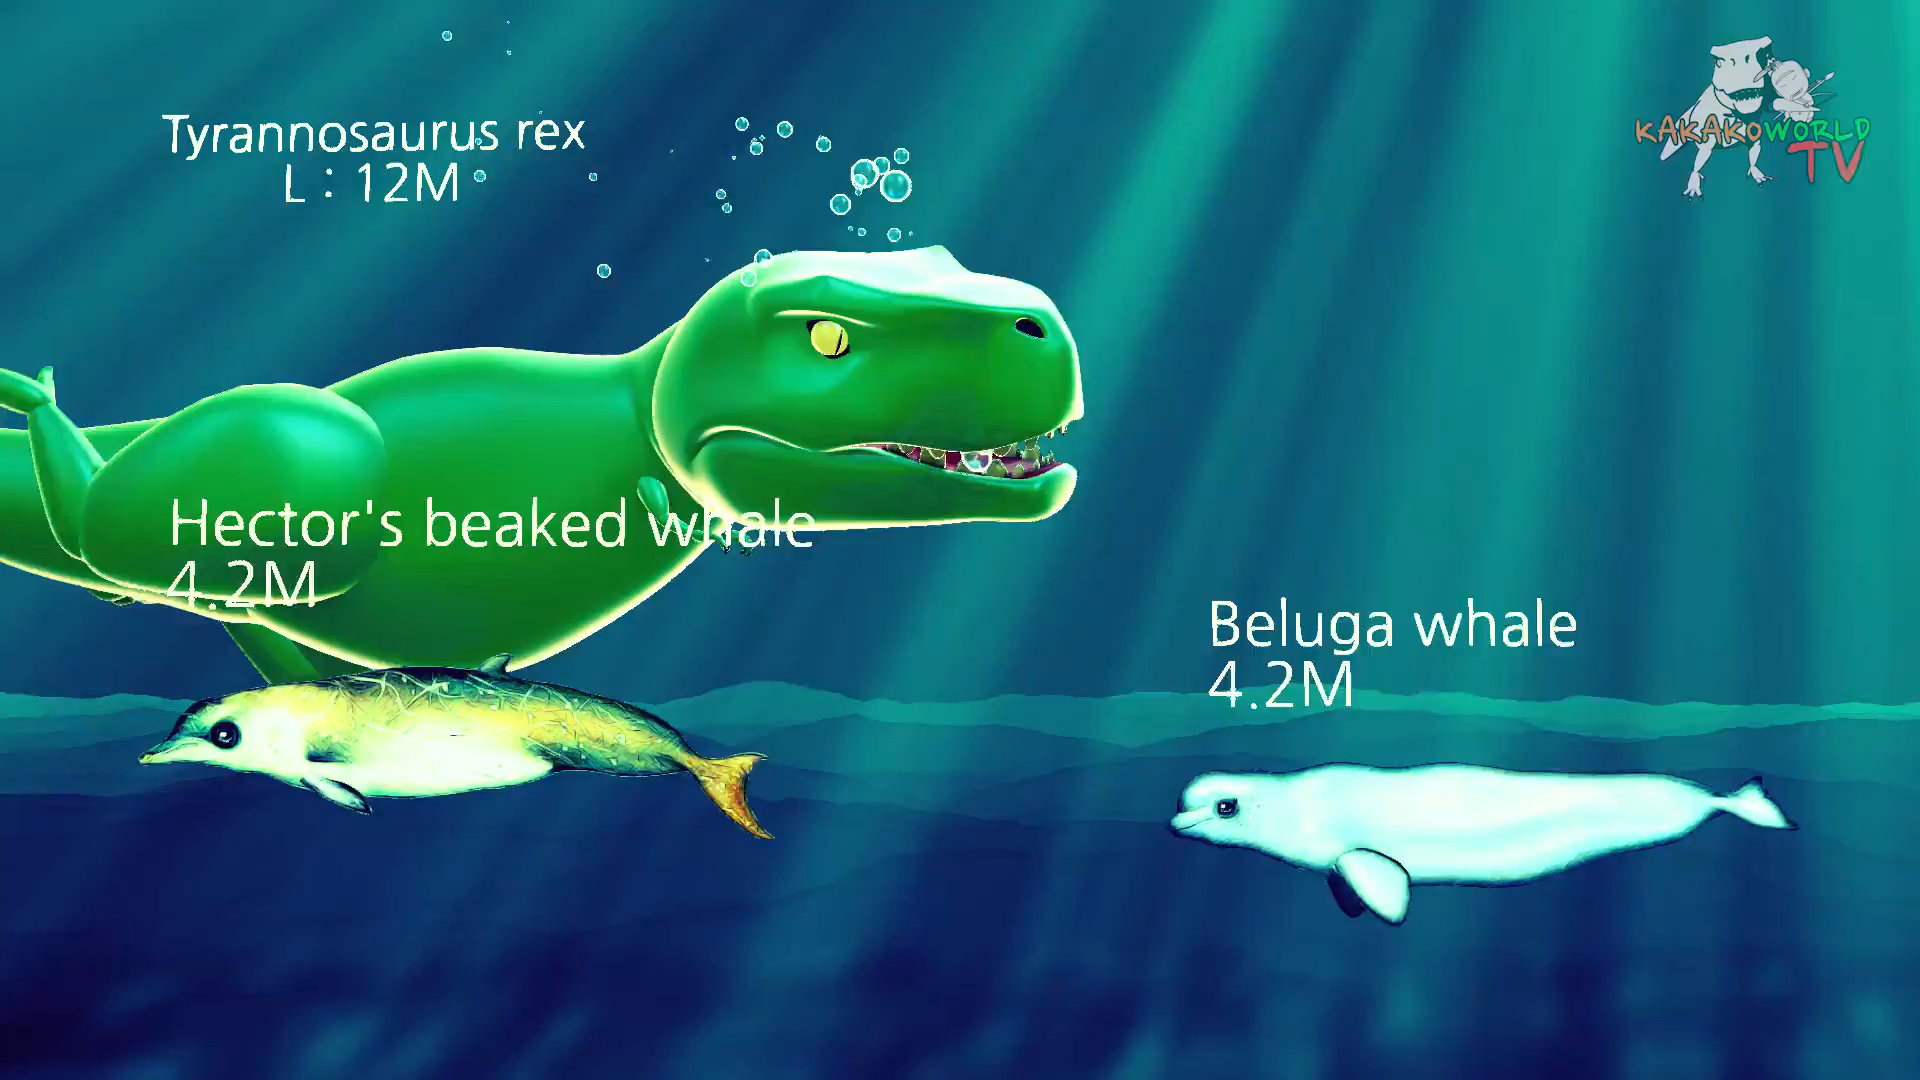 Tyrannosaurus rex
L : 12M
KAKAKOWORLD
TV
Hector's beaked whale
4.2M
Beluga whale
4.2M